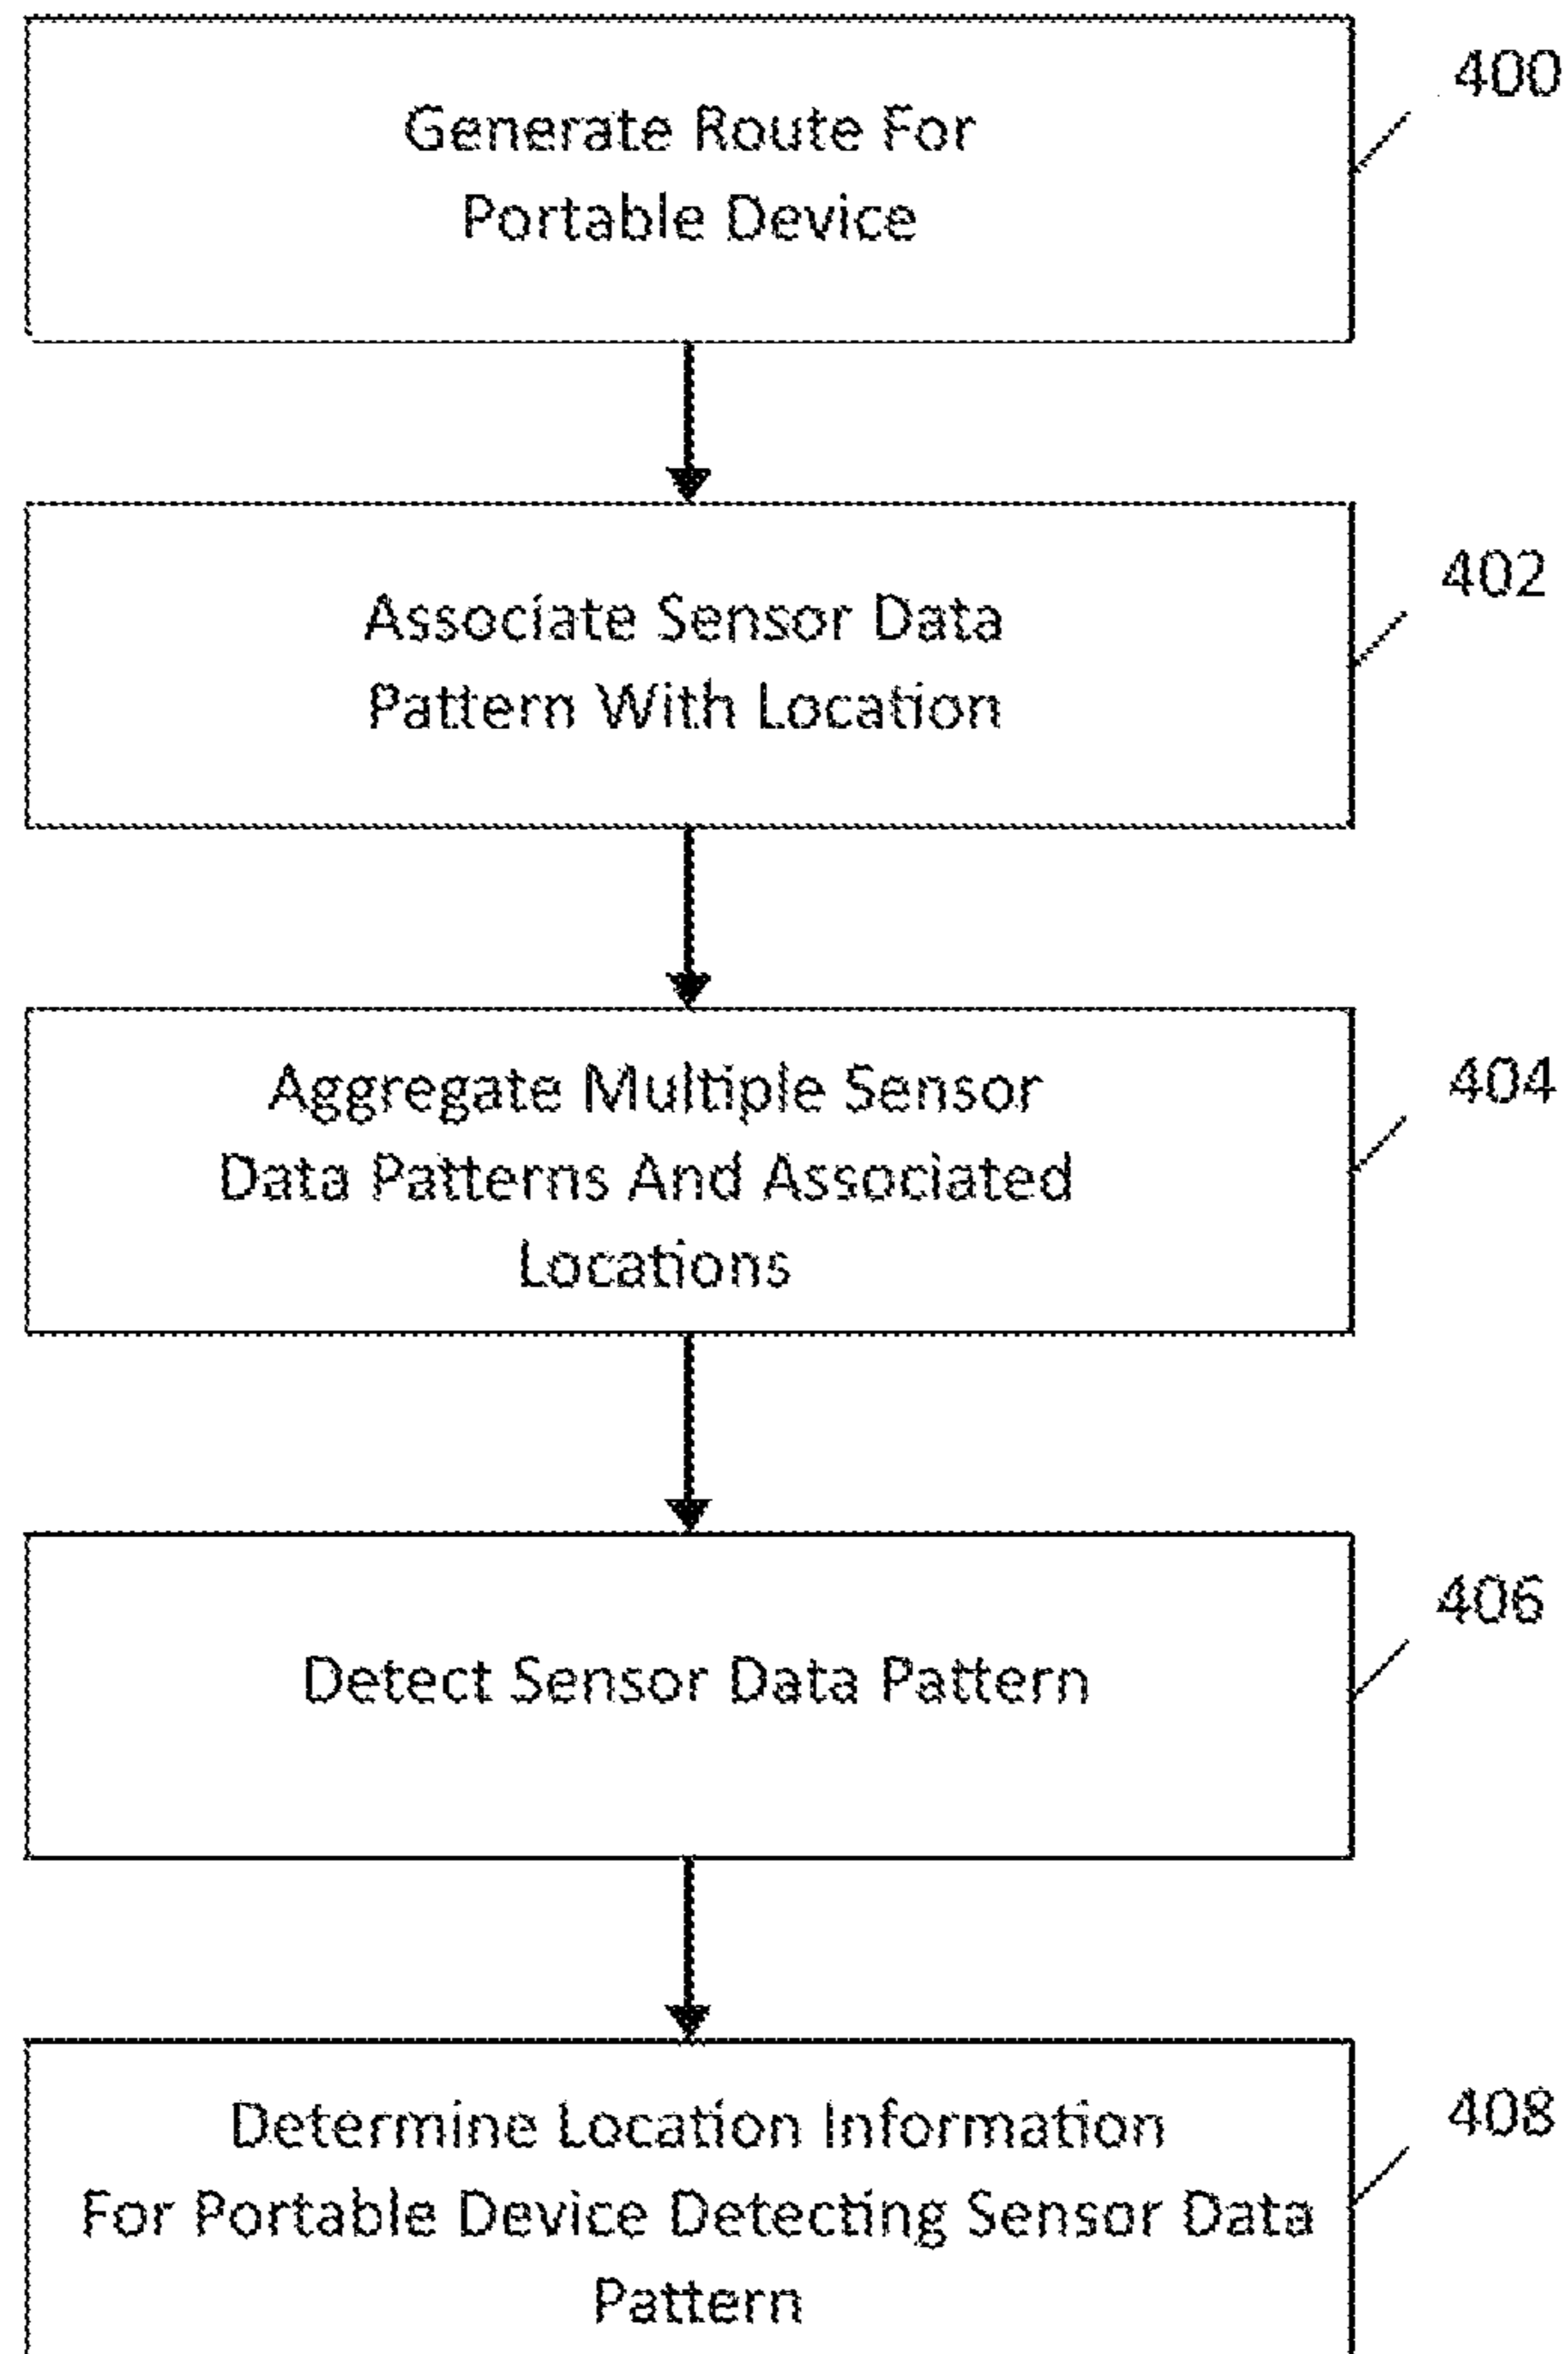 400
Generate Route For
Portable Device
402
Associate Sensor Data
Pattern With Location
404
Aggregate Multiple Sensor
Data Patterns And Associated
Locations
406
Detect Sensor Data Pattern
408
Determine Location Information
For Portable Device Detecting Sensor Data
Pattern